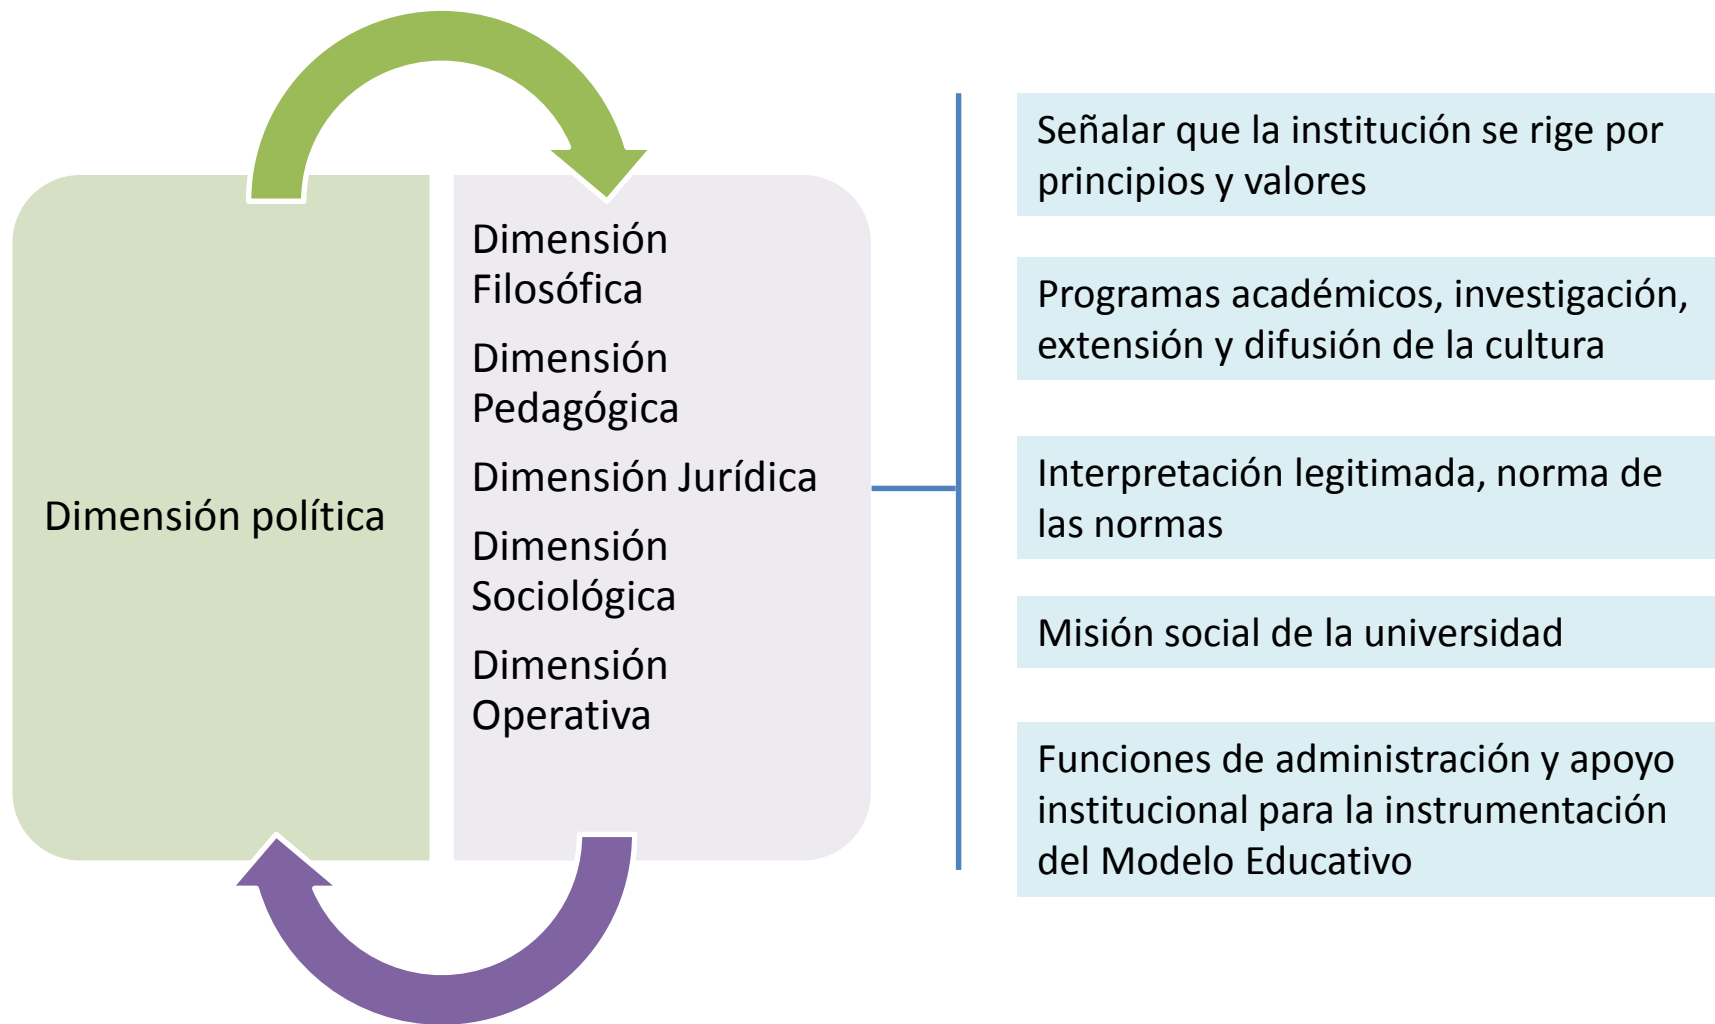 Dimensión política
Dimensión
Filosófica
Dimensión
Pedagógica
Dimensión Jurídica
Dimensión
Sociológica
Dimensión
Operativa
Señalar que la institución se rige por
principios y valores
Programas académicos, investigación,
extensión y difusión de la cultura
Interpretación legitimada, norma de
las normas
Misión social de la universidad
Funciones de administración y apoyo
institucional para la instrumentación
del Modelo Educativo